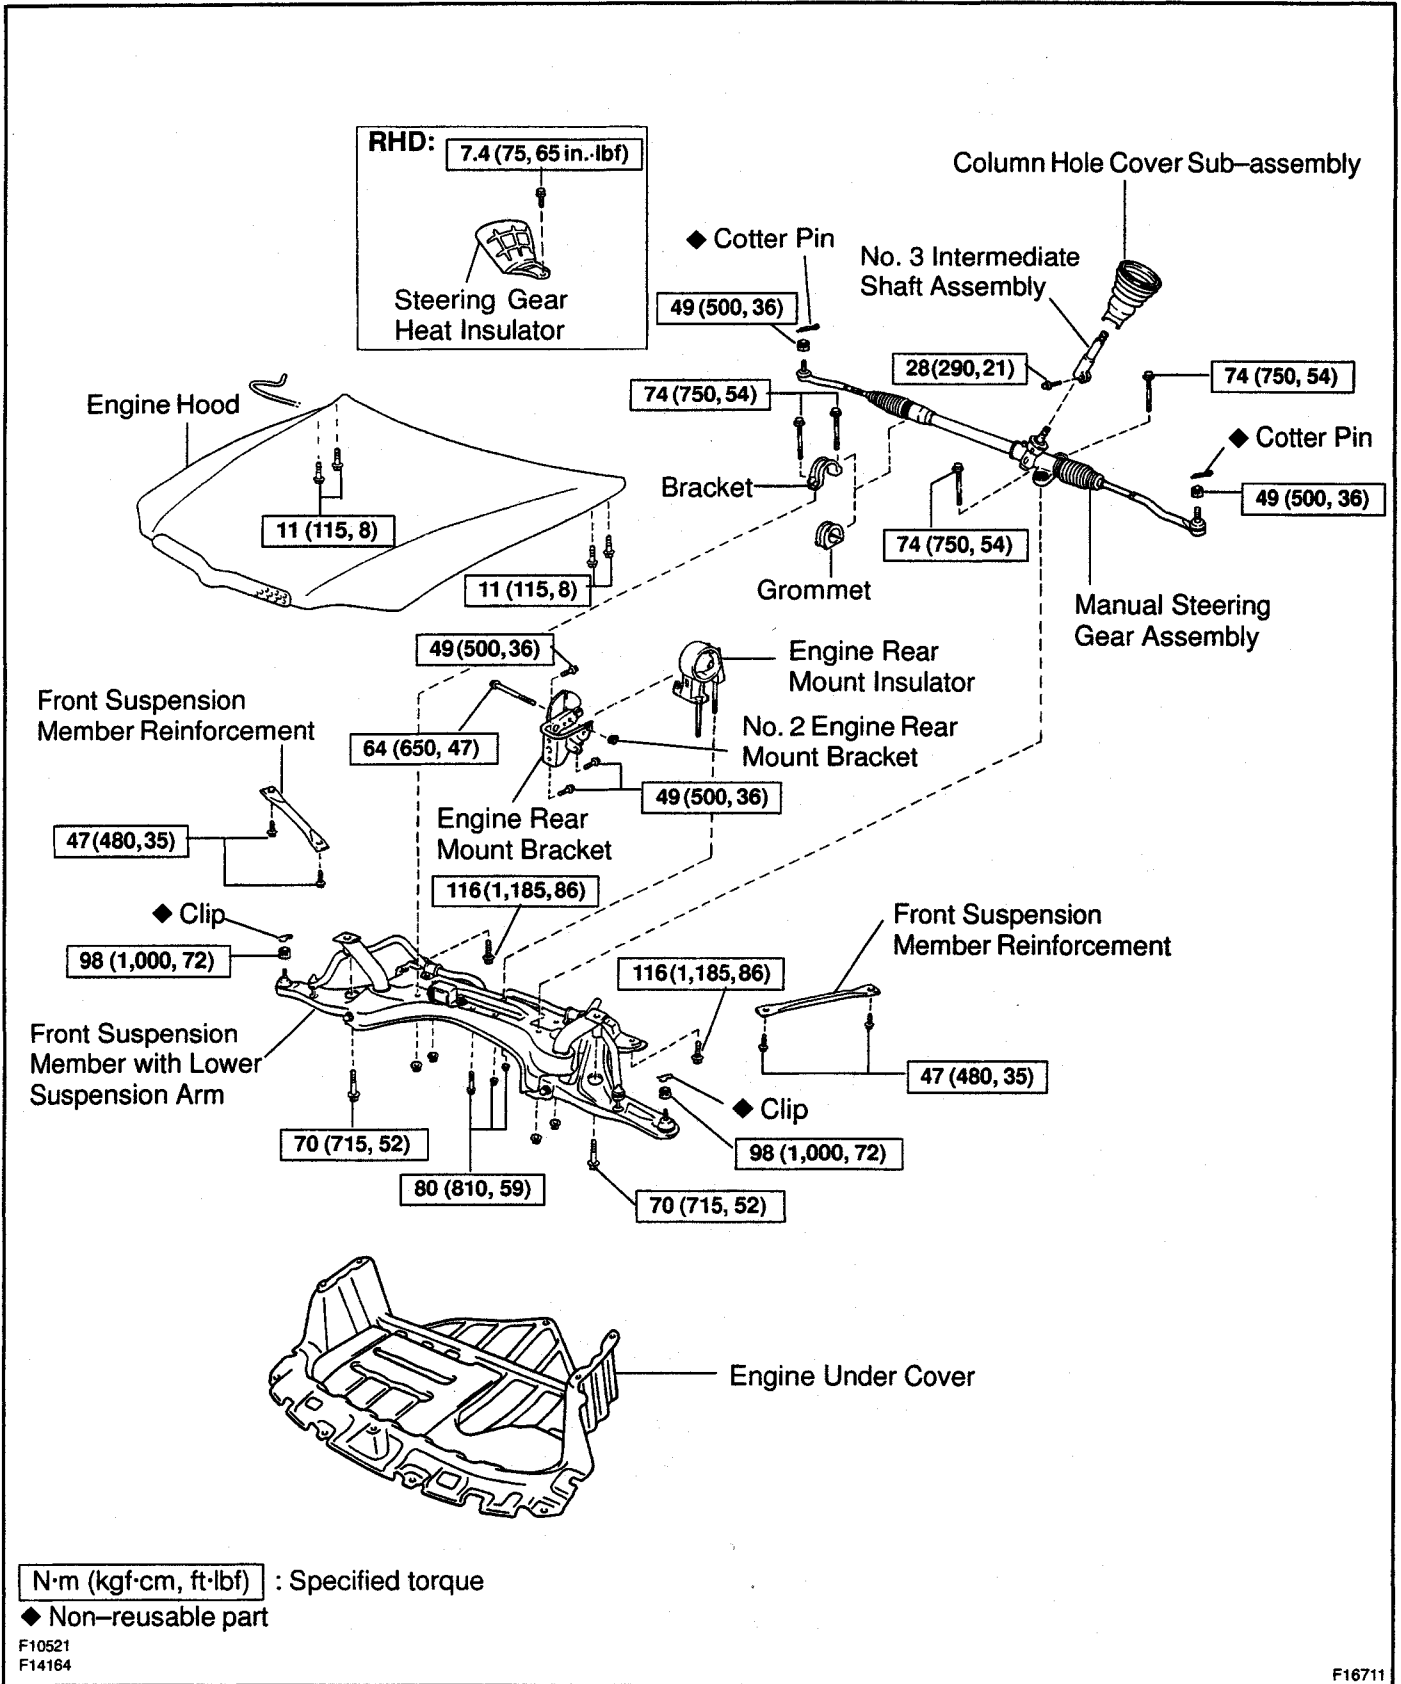 RHD:
7.4 (75, 65 in.·lbf)
Steering Gear
Heat Insulator
Column Hole Cover Sub–assembly
◆ Cotter Pin
No. 3 Intermediate
Shaft Assembly
49 (500, 36)
28 (290, 21)
74 (750, 54)
74 (750, 54)
Engine Hood
◆ Cotter Pin
Bracket
49 (500, 36)
11 (115, 8)
74 (750, 54)
11 (115, 8)
Grommet
Manual Steering
Gear Assembly
49 (500, 36)
Engine Rear
Mount Insulator
Front Suspension
Member Reinforcement
No. 2 Engine Rear
Mount Bracket
64 (650, 47)
49 (500, 36)
Engine Rear
Mount Bracket
47 (480, 35)
116 (1,185, 86)
◆ Clip
Front Suspension
Member Reinforcement
98 (1,000, 72)
116 (1,185, 86)
Front Suspension
Member with Lower
Suspension Arm
47 (480, 35)
◆ Clip
70 (715, 52)
98 (1,000, 72)
80 (810, 59)
70 (715, 52)
Engine Under Cover
N·m (kgf·cm, ft·lbf) : Specified torque
◆ Non–reusable part
F10521
F14164
F16711